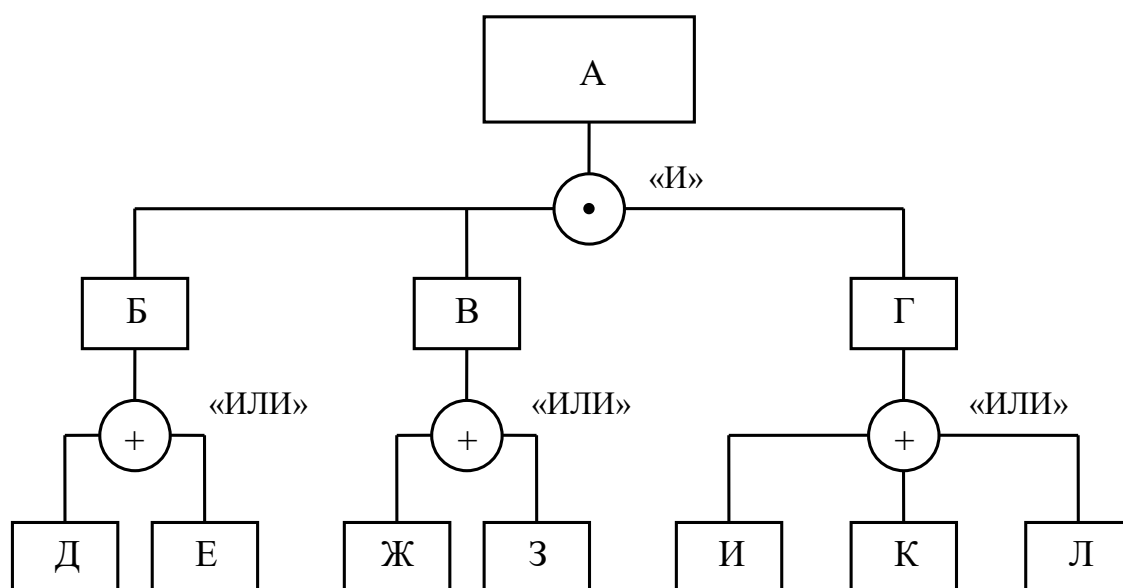 А
«И»
•
Б
В
Г
«ИЛИ»
«ИЛИ»
«ИЛИ»
+
+
+
Д
Е
Ж
З
И
К
Л